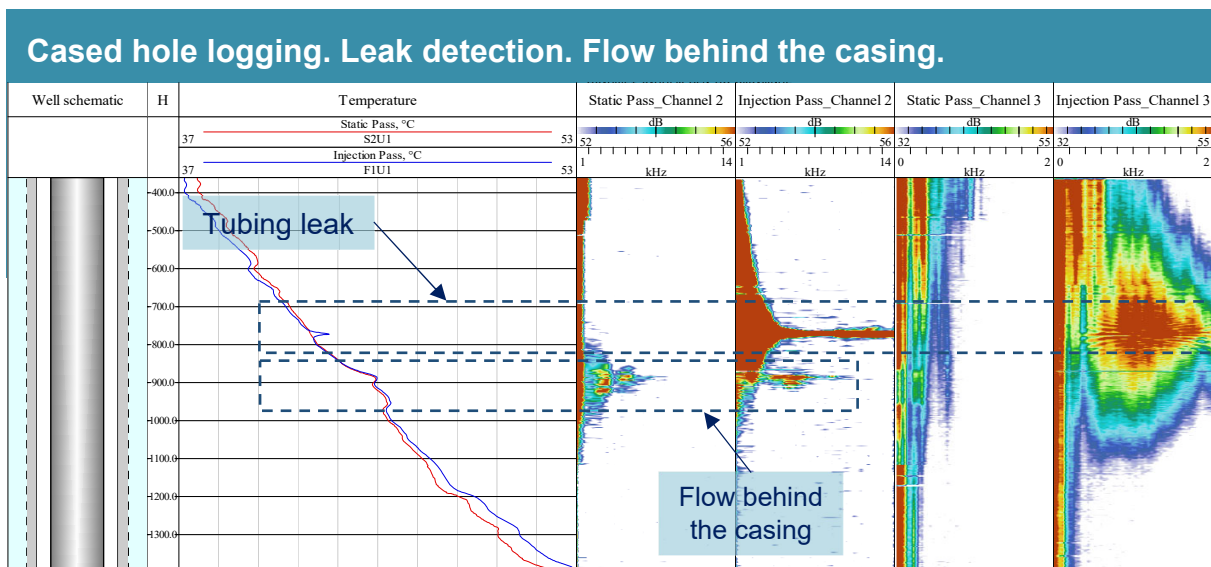 Cased hole logging. Leak detection. Flow behind the casing.
Well schematic
H
Temperature
Static Pass_Channel 2
Injection Pass_Channel 2
Static Pass_Channel 3
Injection Pass_Channel 3
Static Pass, °C
37 S2U1 53
Injection Pass, °C
37 F1U1 53
dB
52 56
1 14
kHz
dB
52 56
1 14
kHz
dB
32 55
0 2
kHz
dB
32 55
0 2
kHz
-400.0
-500.0
-600.0
-700.0
-800.0
-900.0
-1000.0
-1100.0
-1200.0
-1300.0
Tubing leak
Flow behind
the casing